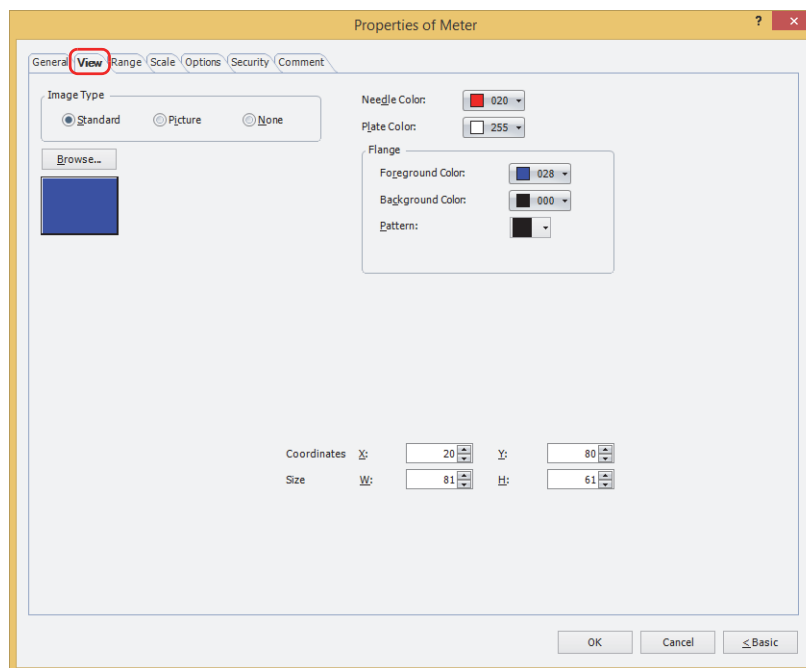 Properties of Meter
? ×
General View Range Scale Options Security Comment
Image Type
Standard Picture None
Browse...
Needle Color: 020
Plate Color: 255
Flange
Foreground Color: 028
Background Color: 000
Pattern:
Coordinates X: 20 Y: 80
Size W: 81 H: 61
OK Cancel < Basic